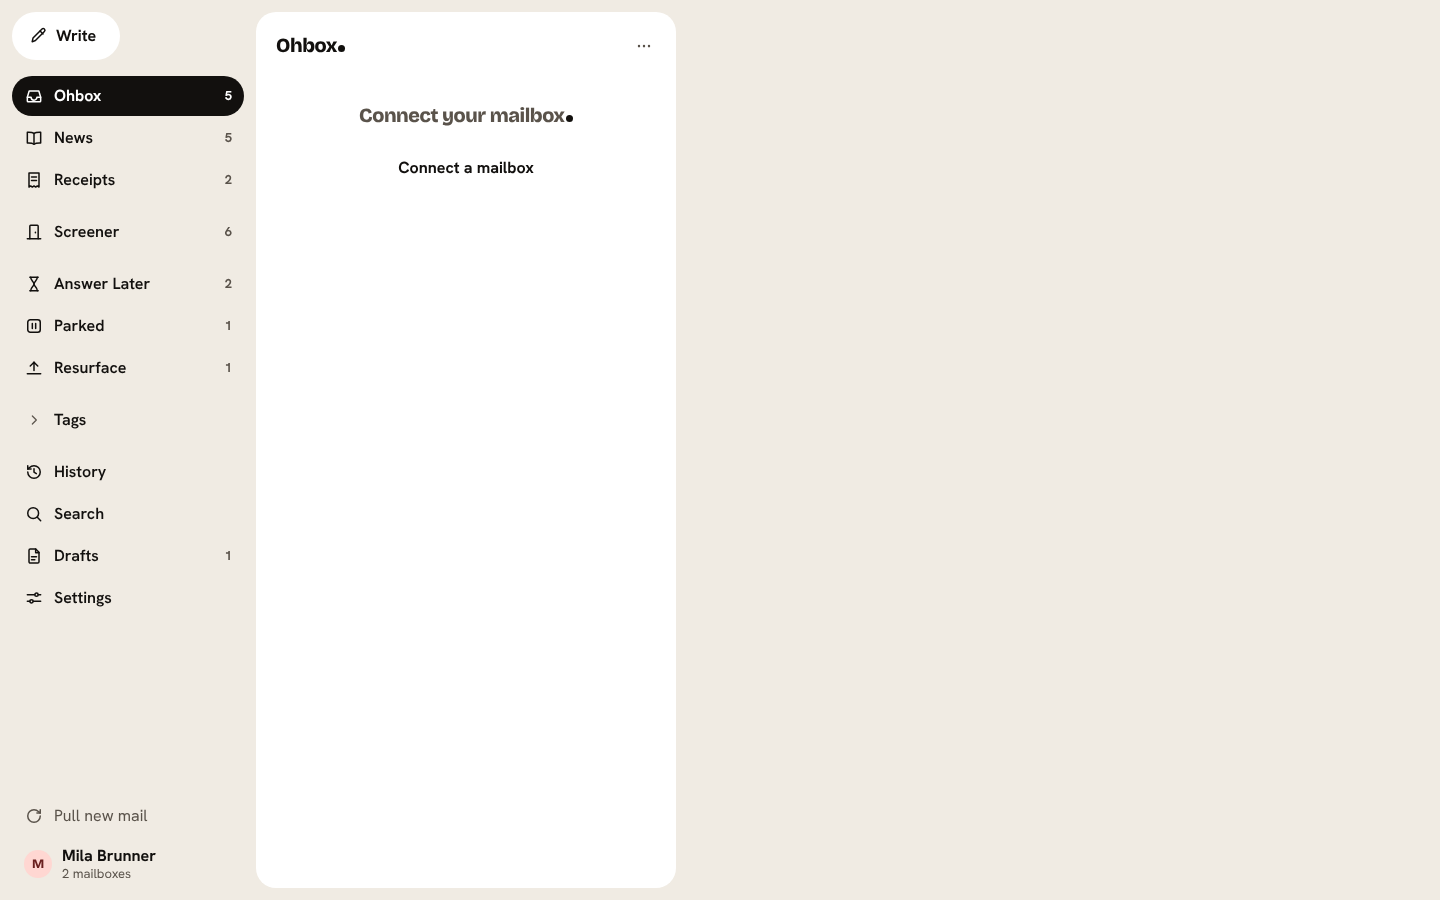 Write
Ohbox 5
News 5
Receipts 2
Screener 6
Answer Later 2
Parked 1
Resurface 1
Tags
History
Search
Drafts 1
Settings
Pull new mail
M
Mila Brunner
2 mailboxes
Ohbox.
...
Connect your mailbox.
Connect a mailbox